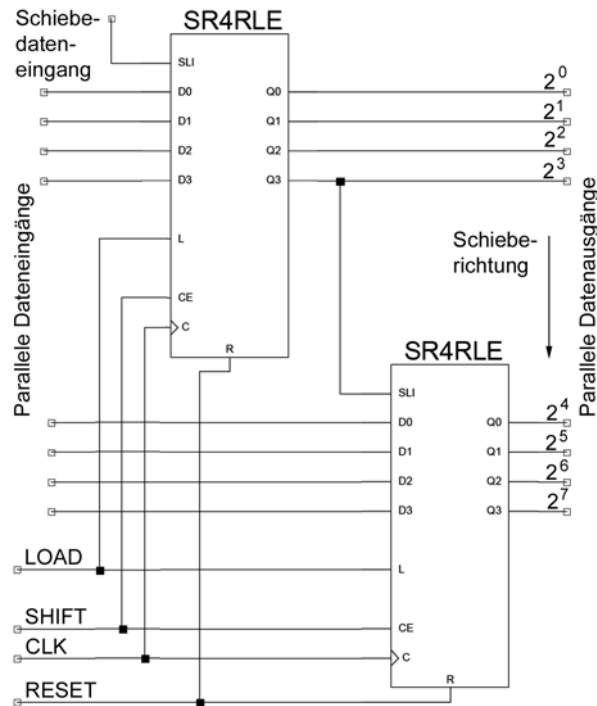 Schiebe-
daten-
eingang
SR4RLE
SLI
D0
D1
D2
D3
L
CE
C
R
Q0
Q1
Q2
Q3
2^0
2^1
2^2
2^3
Parallele Dateneingänge
Schiebe-
richtung
Parallele Datenausgänge
SR4RLE
SLI
D0
D1
D2
D3
L
CE
C
R
Q0
Q1
Q2
Q3
2^4
2^5
2^6
2^7
LOAD
SHIFT
CLK
RESET